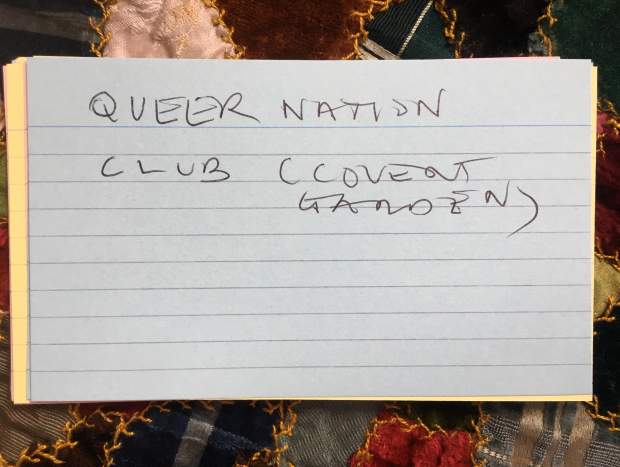 QUEER NATION
CLUB (COVENT
GARDEN)